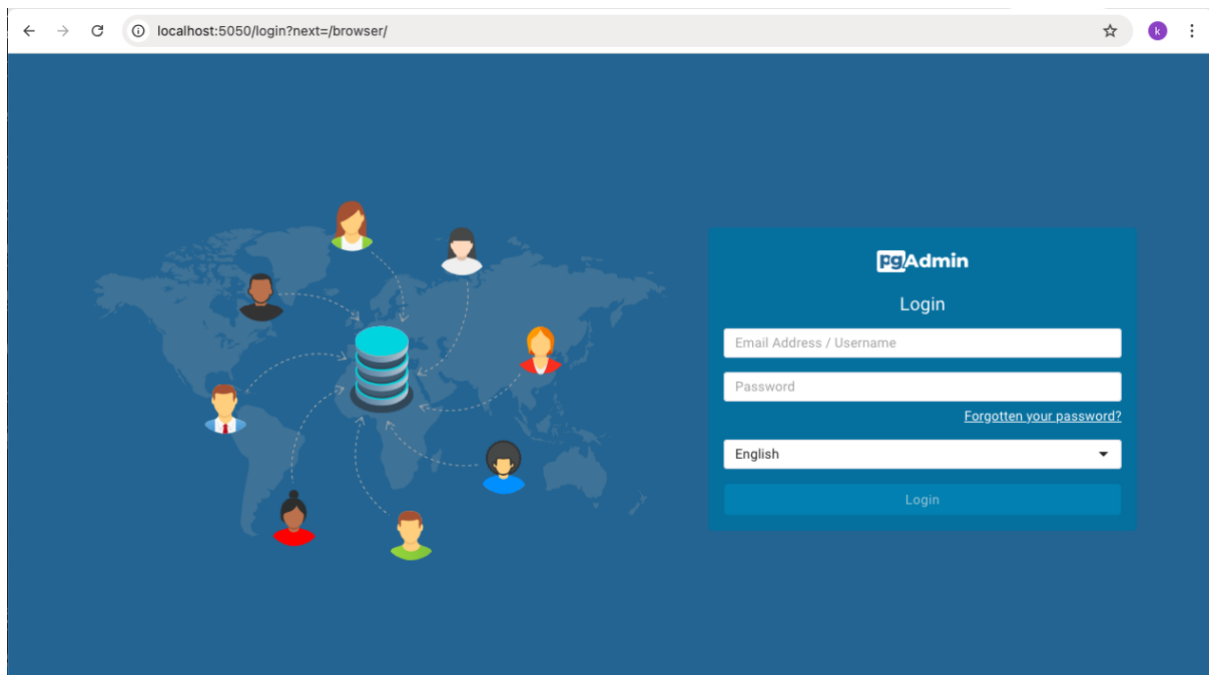 localhost:5050/login?next=/browser/
k
pgAdmin
Login
Email Address / Username
Password
Forgotten your password?
English
Login